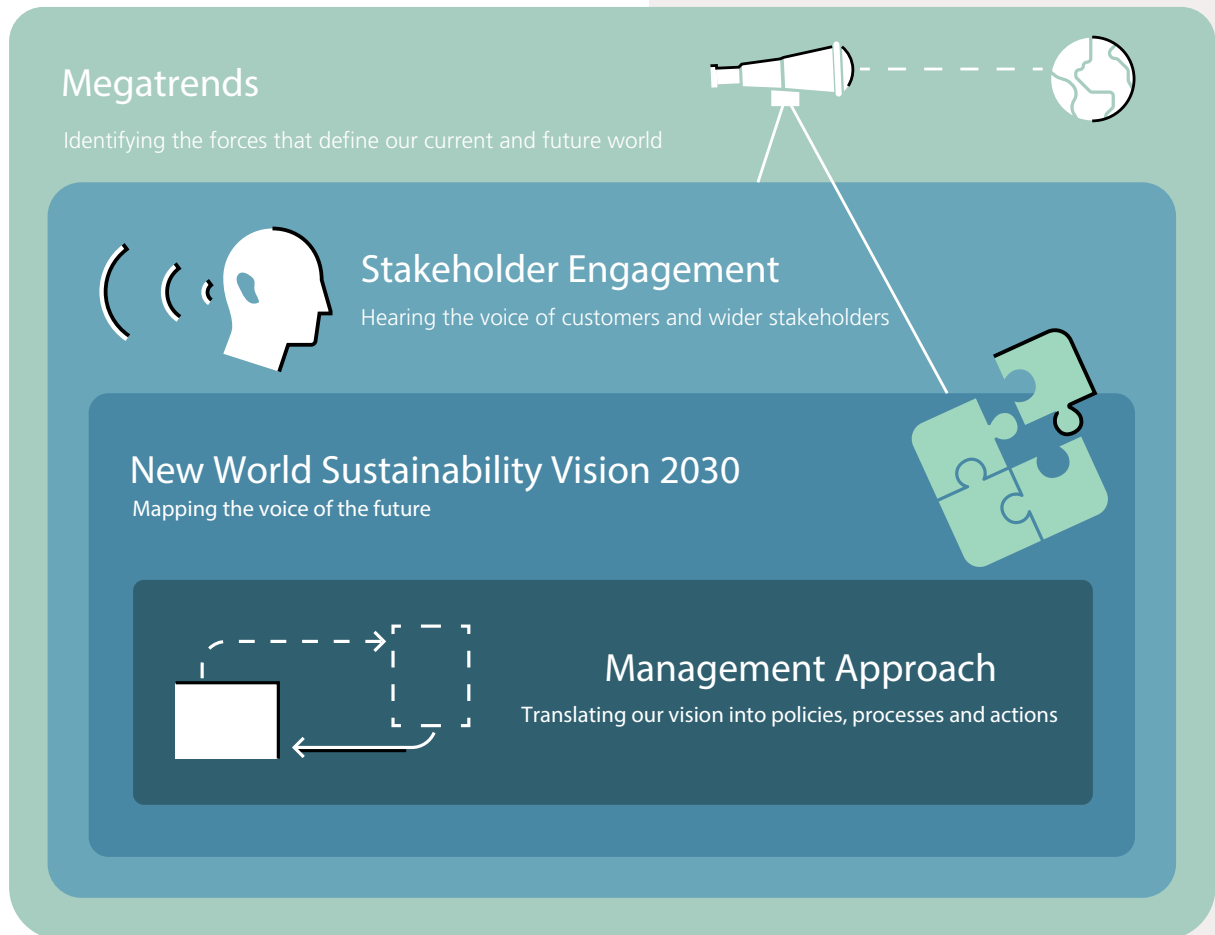 Megatrends
Identifying the forces that define our current and future world
Stakeholder Engagement
Hearing the voice of customers and wider stakeholders
New World Sustainability Vision 2030
Mapping the voice of the future
Management Approach
Translating our vision into policies, processes and actions